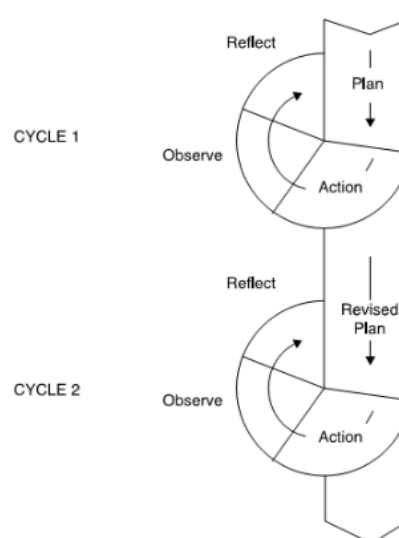 Reflect
Plan
CYCLE 1
Observe
Action
Reflect
Revised
Plan
CYCLE 2
Observe
Action